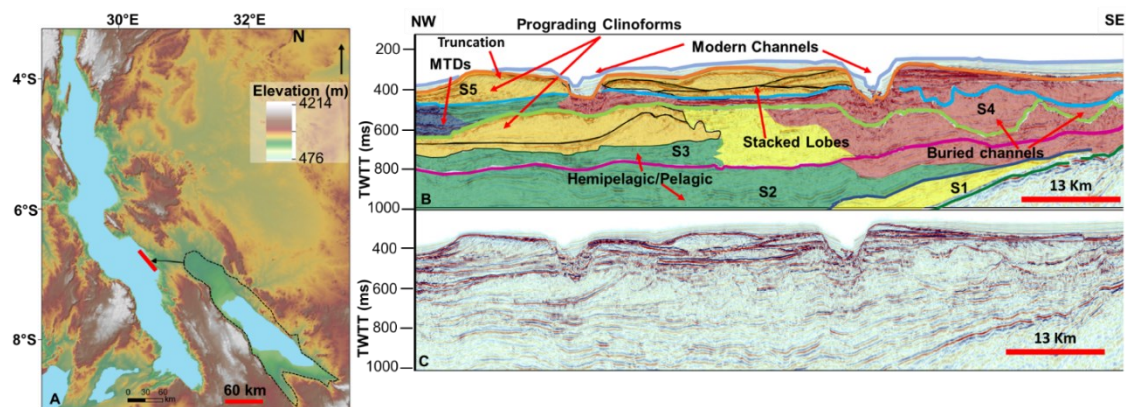 30°E 32°E
N
4°S
Elevation (m)
4214
476
6°S
8°S
0 30 60
km
60 km
A
NW Prograding Clinoforms SE
Truncation Modern Channels
MTDs
200
400
600
800
1000
TWTT (ms)
S5
S4
S3
Stacked Lobes
Buried channels
Hemipelagic/Pelagic
S2
S1
13 Km
B
200
400
600
800
1000
TWTT (ms)
13 Km
C